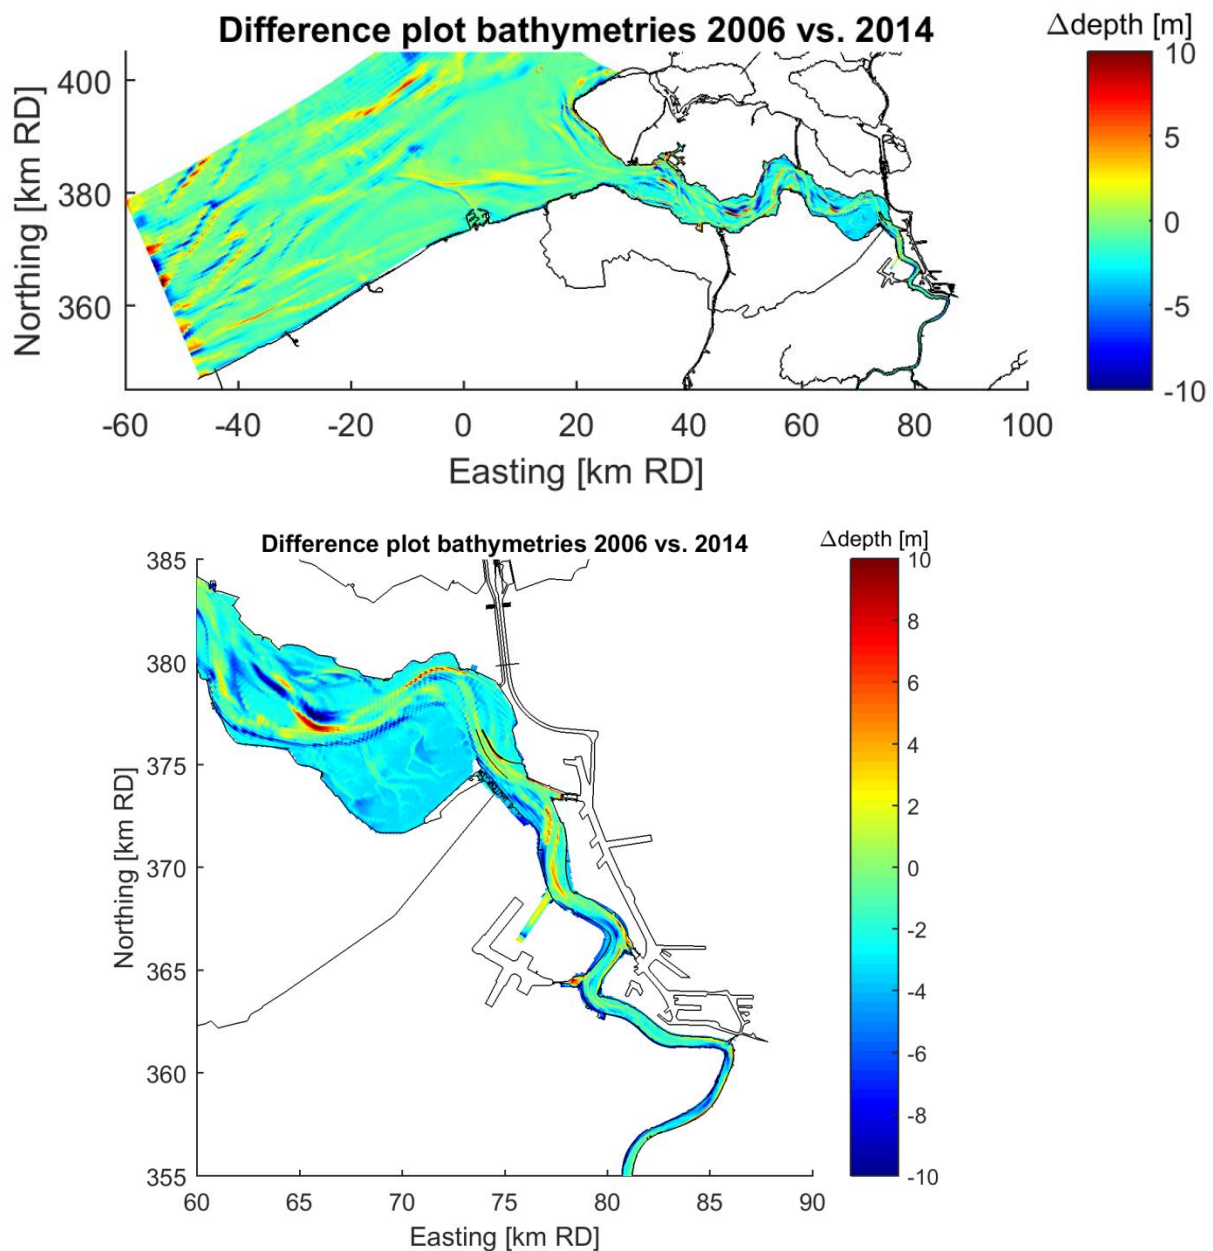 Difference plot bathymetries 2006 vs. 2014
Δdepth [m]
10
5
0
-5
-10
Northing [km RD]
400
380
360
-60 -40 -20 0 20 40 60 80 100
Easting [km RD]
Difference plot bathymetries 2006 vs. 2014
Δdepth [m]
10
8
6
4
2
0
-2
-4
-6
-8
-10
Northing [km RD]
385
380
375
370
365
360
355
60 65 70 75 80 85 90
Easting [km RD]